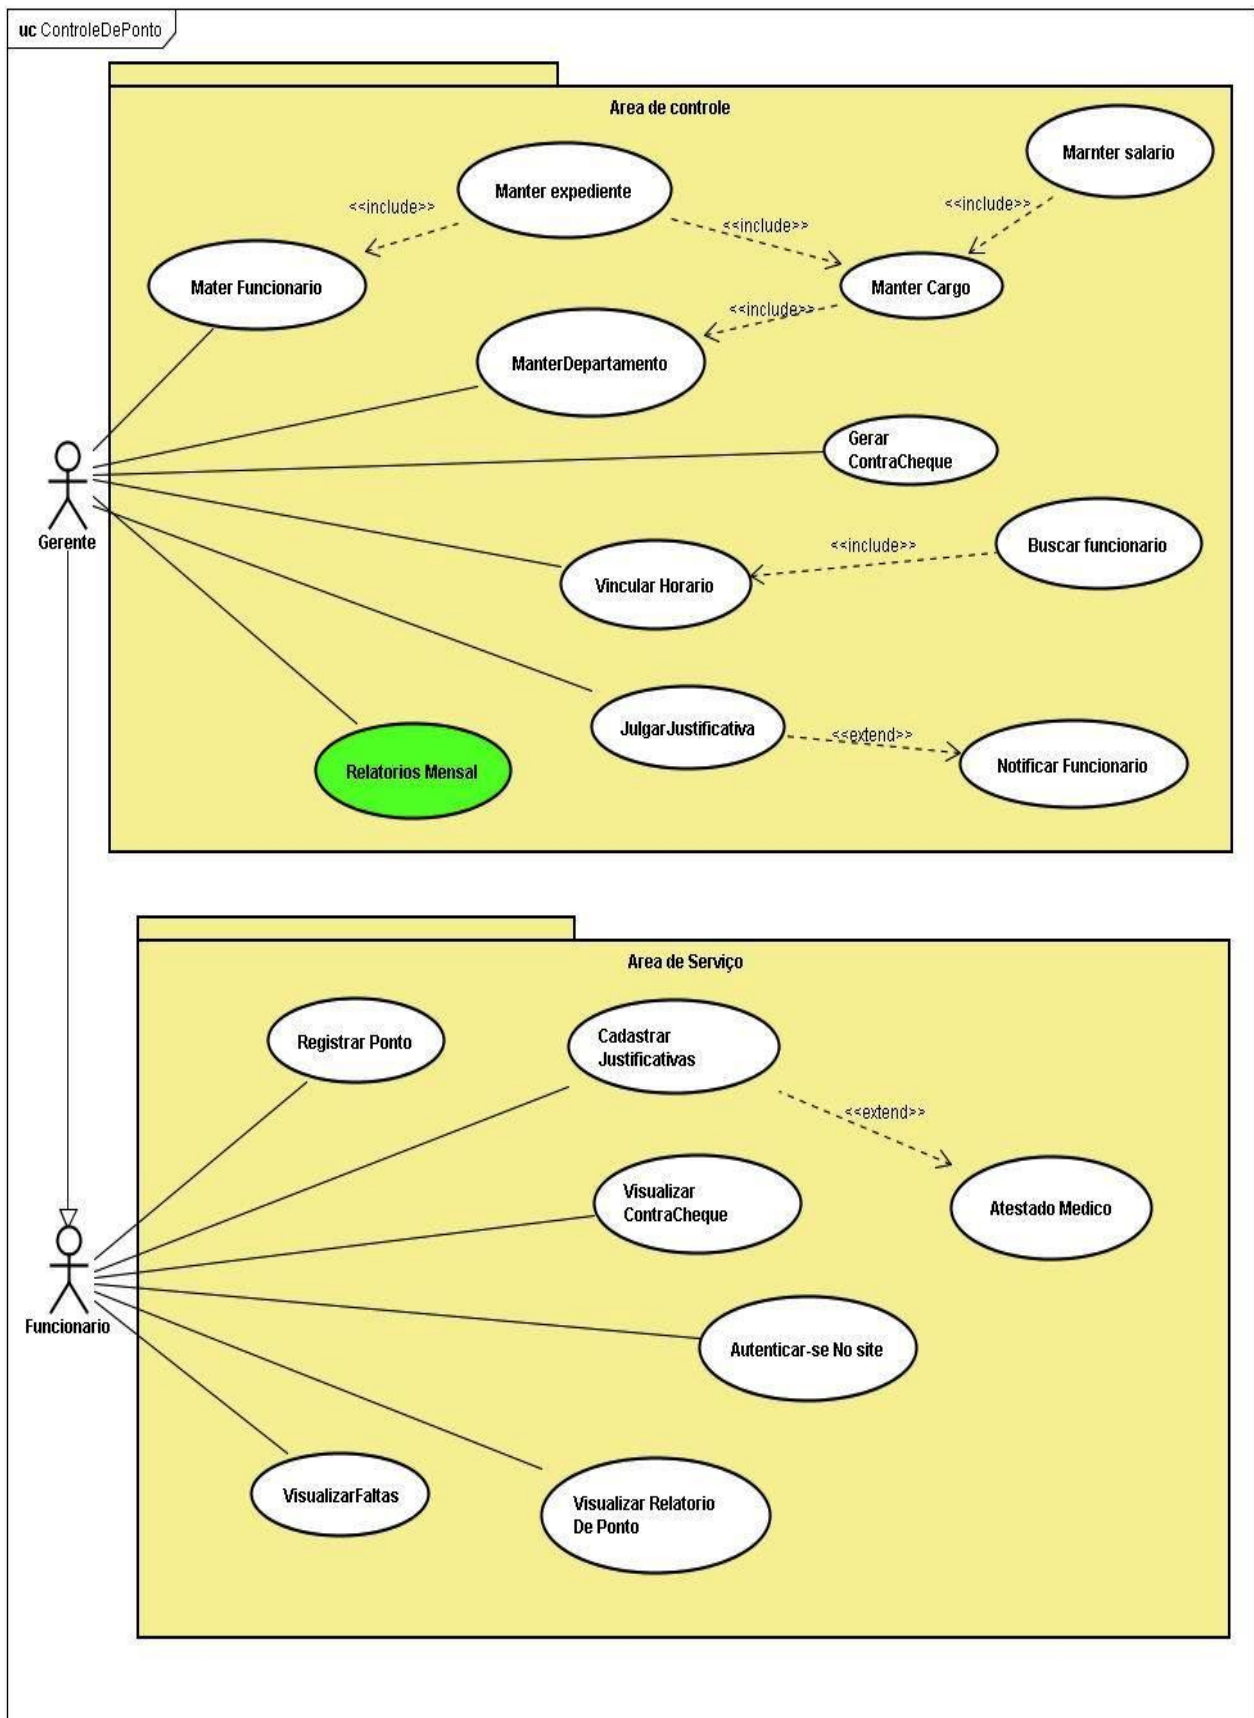 uc ControleDePonto
Area de controle
Marnter salario
Manter expediente
<<include>>
<<include>>
<<include>>
Mater Funcionario
Manter Cargo
<<include>>
ManterDepartamento
Gerar
ContraCheque
Gerente
<<include>>
Buscar funcionario
Vincular Horario
JulgarJustificativa
<<extend>>
Notificar Funcionario
Relatorios Mensal
Area de Serviço
Registrar Ponto
Cadastrar
Justificativas
<<extend>>
Visualizar
ContraCheque
Atestado Medico
Funcionario
Autenticar-se No site
VisualizarFaltas
Visualizar Relatorio
De Ponto